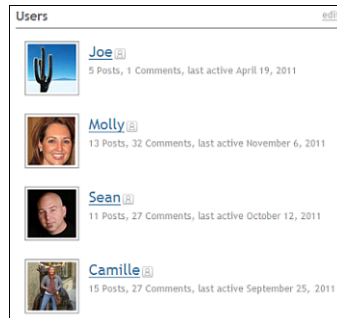 Users edit
Joe
5 Posts, 1 Comments, last active April 19, 2011
Molly
13 Posts, 32 Comments, last active November 6, 2011
Sean
11 Posts, 27 Comments, last active October 12, 2011
Camille
15 Posts, 27 Comments, last active September 25, 2011